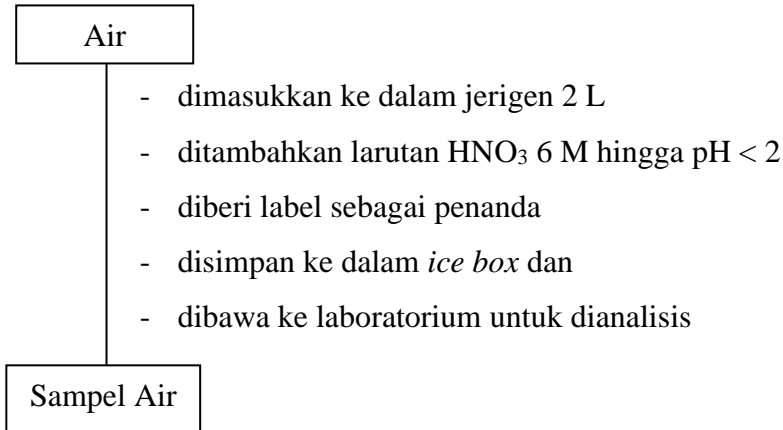 Air
- dimasukkan ke dalam jerigen 2 L
- ditambahkan larutan HNO₃ 6 M hingga pH < 2
- diberi label sebagai penanda
- disimpan ke dalam ice box dan
- dibawa ke laboratorium untuk dianalisis
Sampel Air